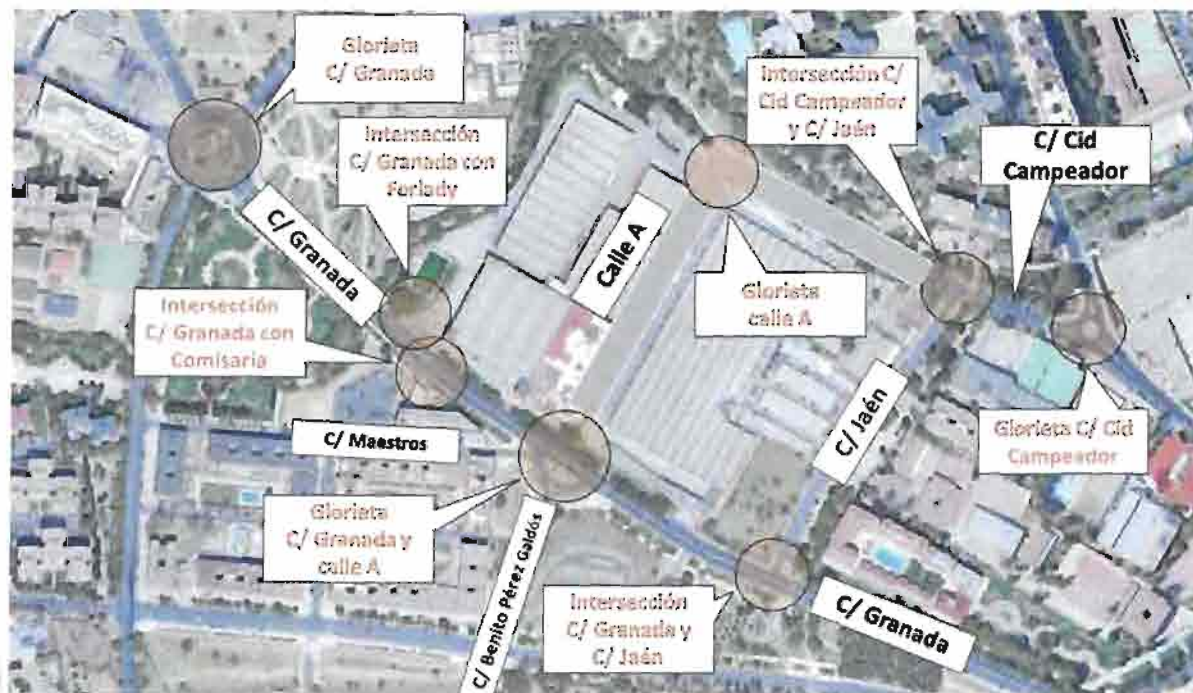 Glorieta
C/ Granada
Intersección
C/ Granada con
Forlady
Intersección C/
Cid Campeador
y C/ Jaén
C/ Cid
Campeador
C/ Granada
Calle A
Glorieta
calle A
Intersección
C/ Granada con
Comisaria
C/ Maestros
C/ Jaén
Glorieta C/ Cid
Campeador
Glorieta
C/ Granada y
calle A
C/ Benito Pérez Galdós
Intersección
C/ Granada y
C/ Jaén
C/ Granada